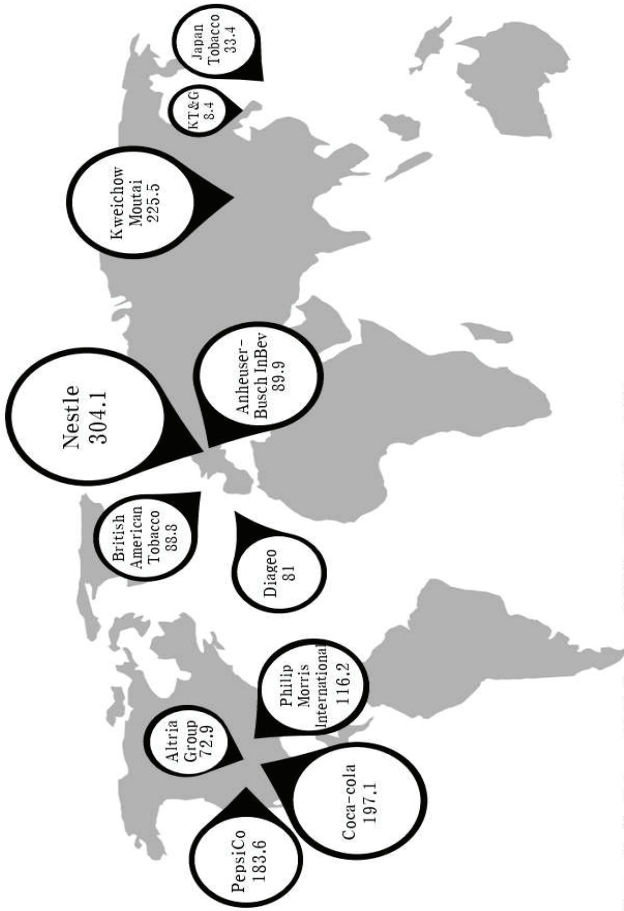 Nestle
304.1
Kweichow
Moutai
225.5
British
American
Tobacco
88.8
Altria
Group
72.9
KT&G
8.4
Japan
Tobacco
33.4
PepsiCo
183.6
Anheuser-
Busch InBev
89.9
Diageo
81
Philip
Morris
International
116.2
Coca-cola
197.1